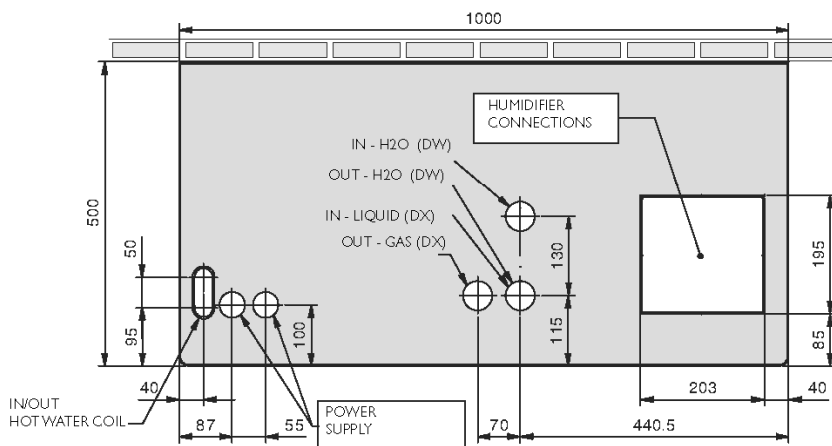 1000
HUMIDIFIER
CONNECTIONS
IN - H2O (DW)
OUT - H2O (DW)
IN - LIQUID (DX)
OUT - GAS (DX)
500
50
95
100
130
115
195
85
40
IN/OUT
HOT WATER COIL
87
55
POWER
SUPPLY
70
440.5
203
40